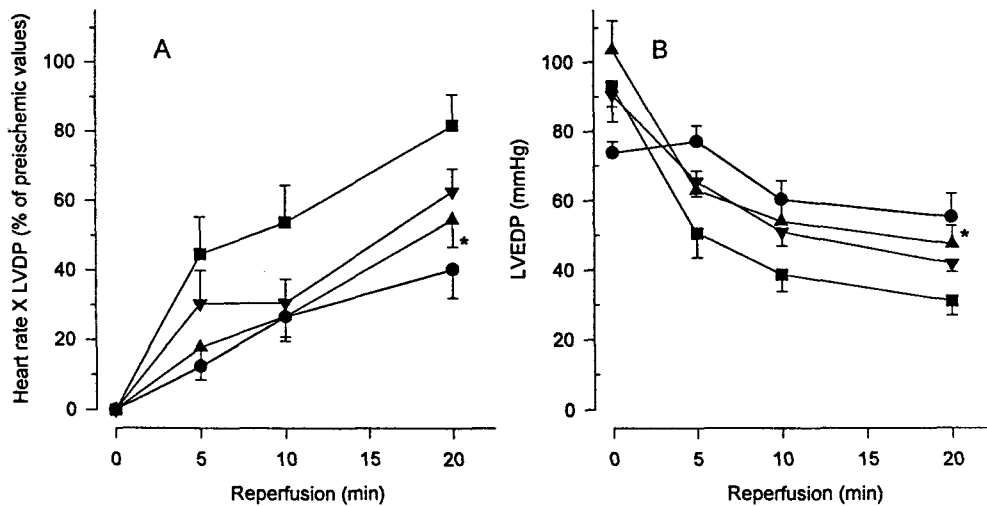 A
Heart rate X LVDP (% of preischemic values)
100
80
60
40
20
0
*
0 5 10 15 20
Reperfusion (min)
B
LVEDP (mmHg)
100
80
60
40
20
0
*
0 5 10 15 20
Reperfusion (min)